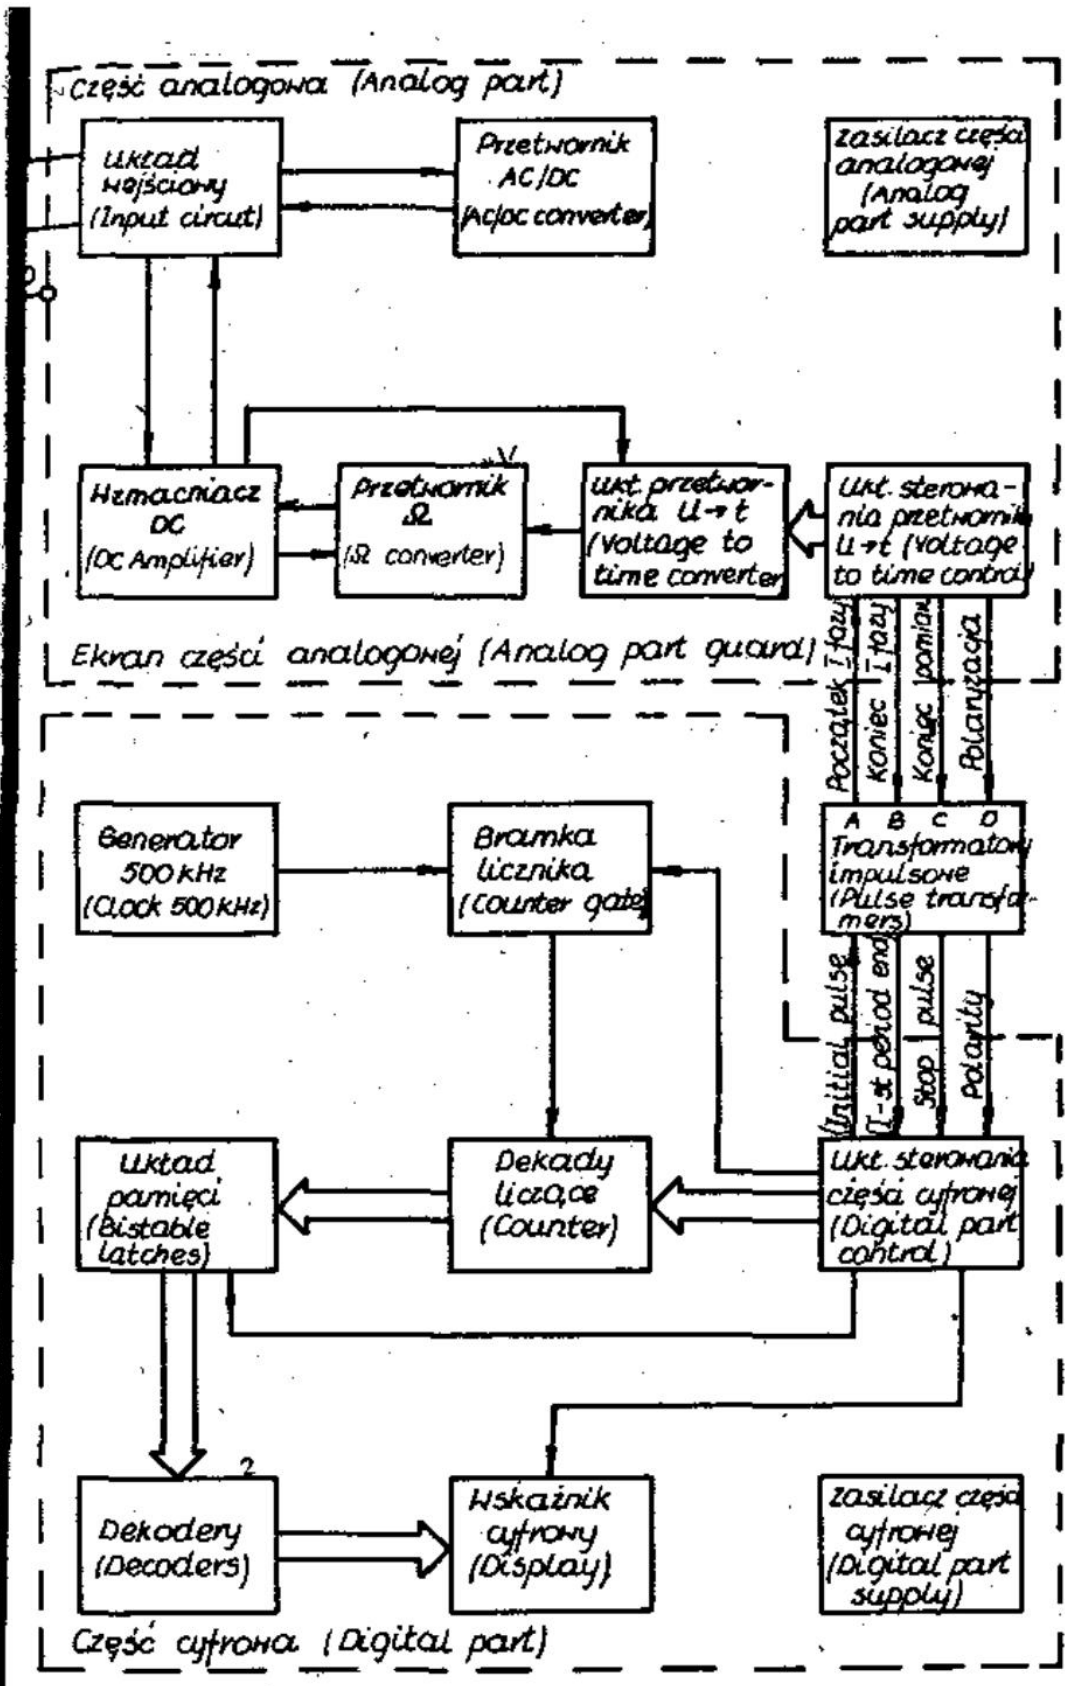 Część analogowa (Analog part)
Układ
wejściowy
(Input circut)
Przetwornik
AC/DC
(AC/DC converter)
Zasilacz części
analogowej
(Analog
part supply)
Wzmacniacz
DC
(DC Amplifier)
Przetwornik
Ω
(Ω converter)
Ukł. przetwor-
nika U→t
(Voltage to
time converter
Ukł. sterowa-
nia przetwornika
U→t (Voltage
to time control)
Ekran części analogowej (Analog part guard)
Początek I fazy
Koniec I fazy
Koniec pomiar
Polaryzacja
Generator
500 kHz
(Clock 500 kHz)
Bramka
licznika
(Counter gate)
A B C D
Transformatory
impulsowe
(Pulse transfor-
mers)
(Initial pulse
(I-st period end
Stop pulse
Polarity
Układ
pamięci
(Bistable
latches)
Dekady
liczące
(Counter)
Ukł. sterowania
części cyfrowej
(Digital part
control)
2
Dekodery
(Decoders)
Wskaźnik
cyfrowy
(Display)
Zasilacz części
cyfrowej
(Digital part
supply)
Część cyfrowa (Digital part)